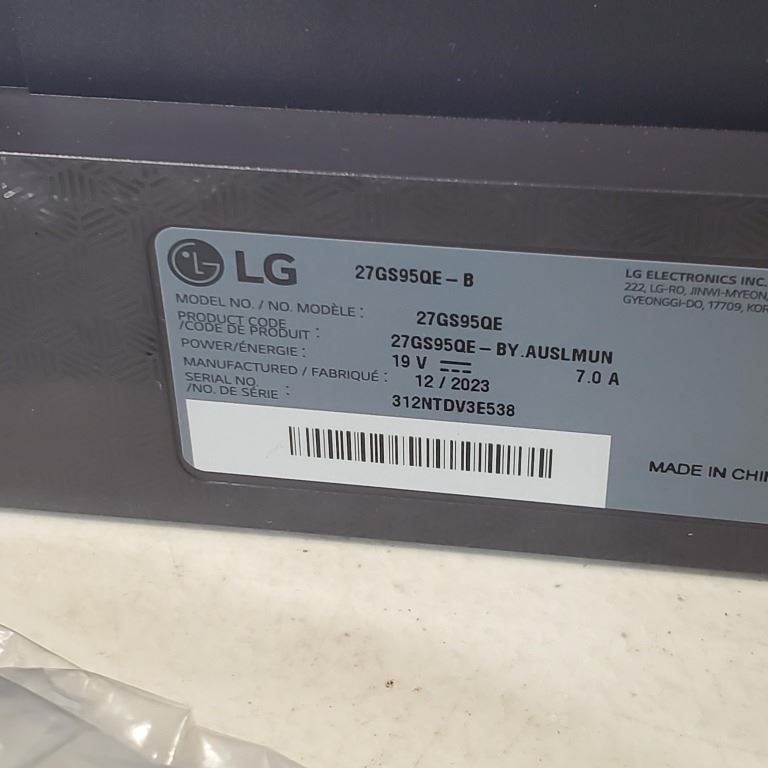 LG 27GS95QE-B
LG ELECTRONICS INC.
222, LG-RO, JINWI-MYEON,
GYEONGGI-DO, 17709, KOR
MODEL NO. / NO. MODÈLE : 27GS95QE
PRODUCT CODE
/CODE DE PRODUIT : 27GS95QE-BY.AUSLMUN
POWER/ÉNERGIE : 19 V ⎓ 7.0 A
MANUFACTURED / FABRIQUÉ : 12 / 2023
SERIAL NO.
/NO. DE SÉRIE : 312NTDV3E538
MADE IN CHI